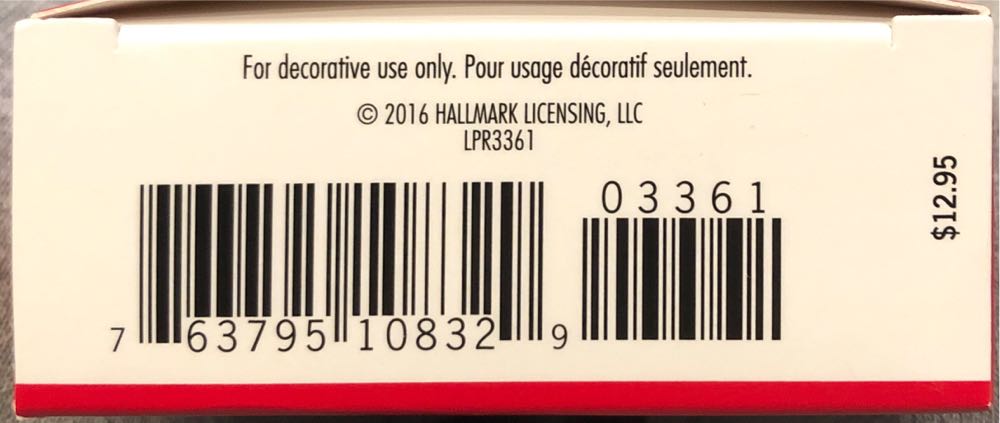 For decorative use only. Pour usage décoratif seulement.
© 2016 HALLMARK LICENSING, LLC
LPR3361
03361
$12.95
7 63795 10832 9